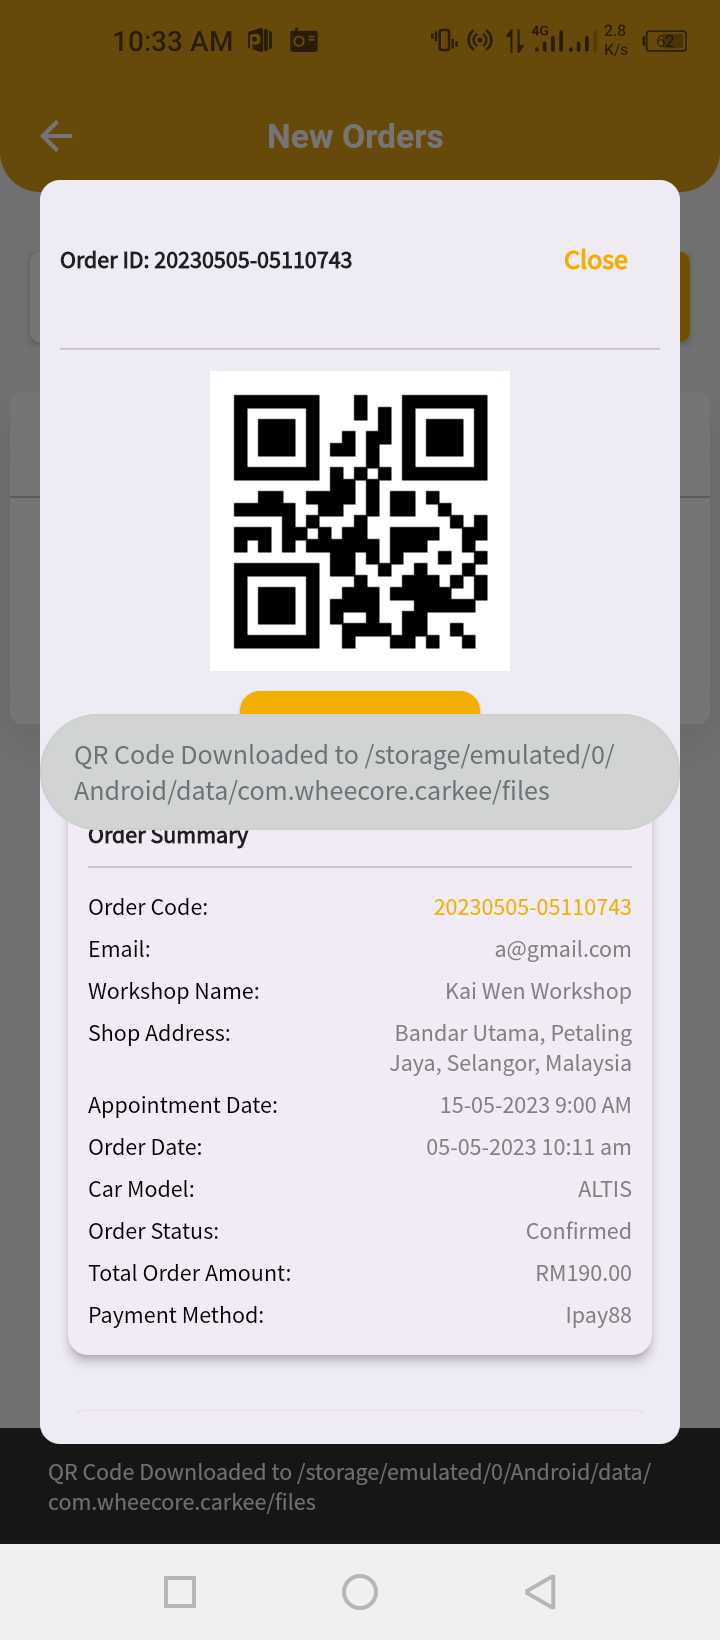 10:33 AM
4G
2.8
K/s
62
New Orders
Order ID: 20230505-05110743
Close
QR Code Downloaded to /storage/emulated/0/
Android/data/com.wheecore.carkee/files
Order Summary
Order Code: 20230505-05110743
Email: a@gmail.com
Workshop Name: Kai Wen Workshop
Shop Address: Bandar Utama, Petaling
Jaya, Selangor, Malaysia
Appointment Date: 15-05-2023 9:00 AM
Order Date: 05-05-2023 10:11 am
Car Model: ALTIS
Order Status: Confirmed
Total Order Amount: RM190.00
Payment Method: Ipay88
QR Code Downloaded to /storage/emulated/0/Android/data/
com.wheecore.carkee/files